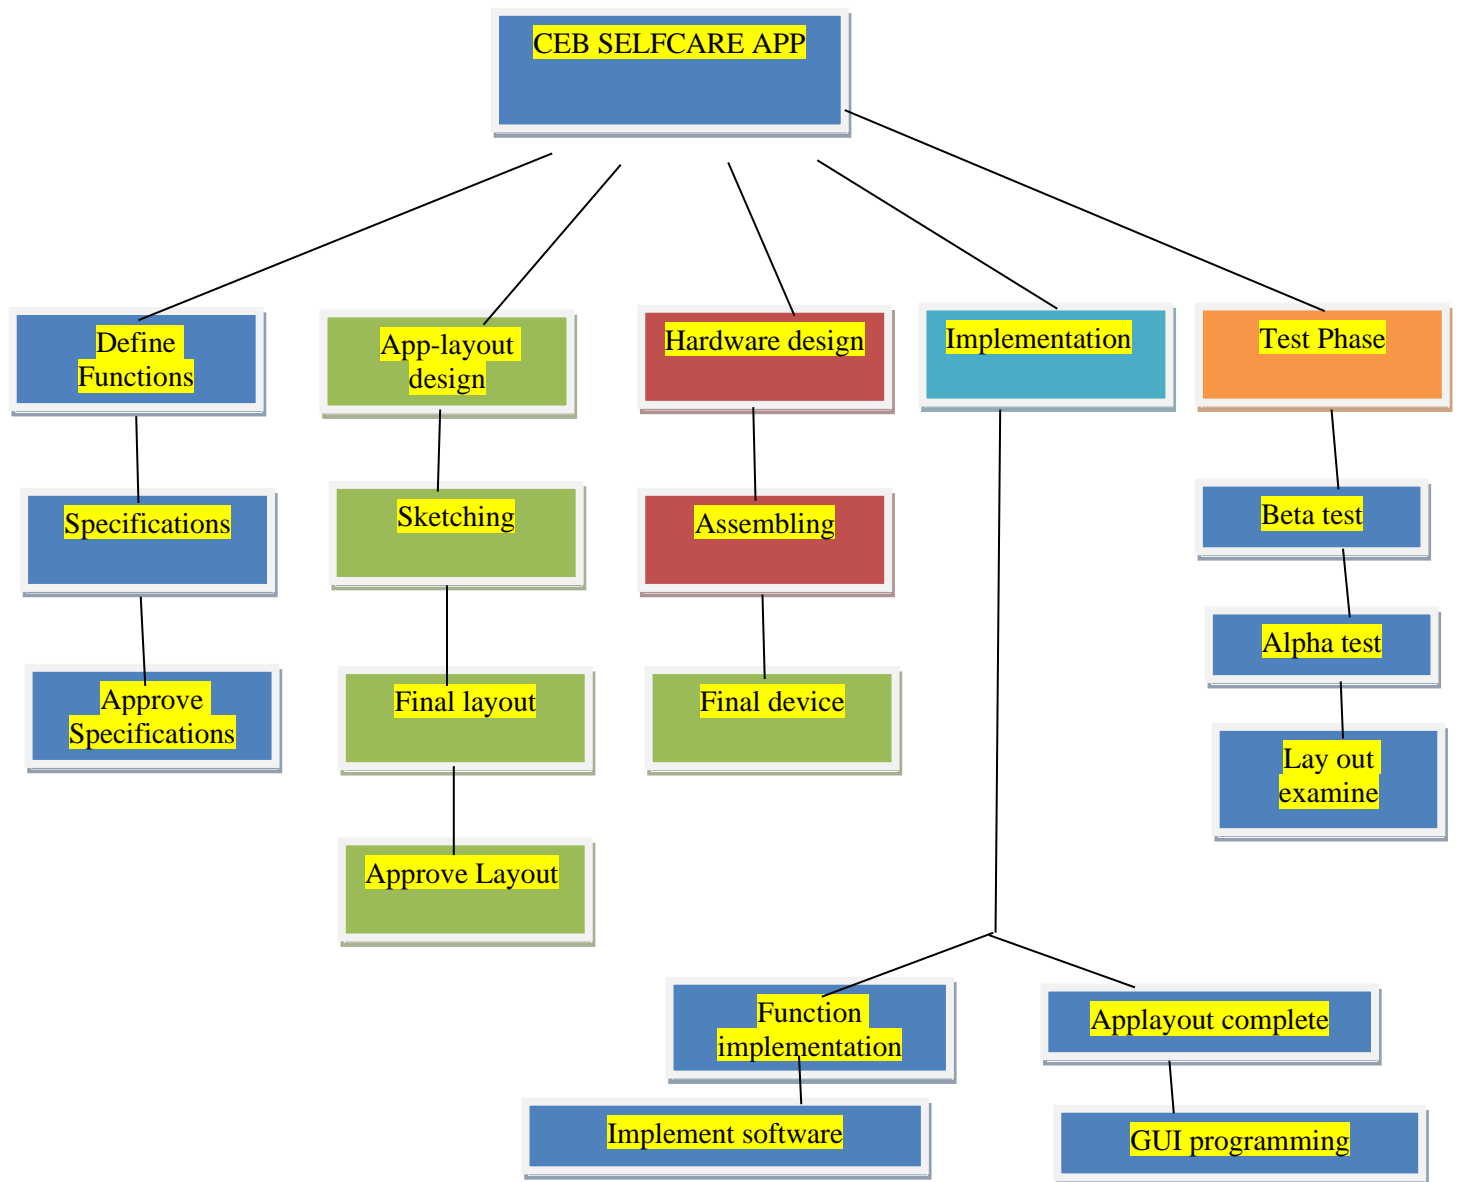 CEB SELFCARE APP
Define
Functions
App-layout
design
Hardware design
Implementation
Test Phase
Specifications
Sketching
Assembling
Beta test
Alpha test
Approve
Specifications
Final layout
Final device
Lay out
examine
Approve Layout
Function
implementation
Applayout complete
Implement software
GUI programming